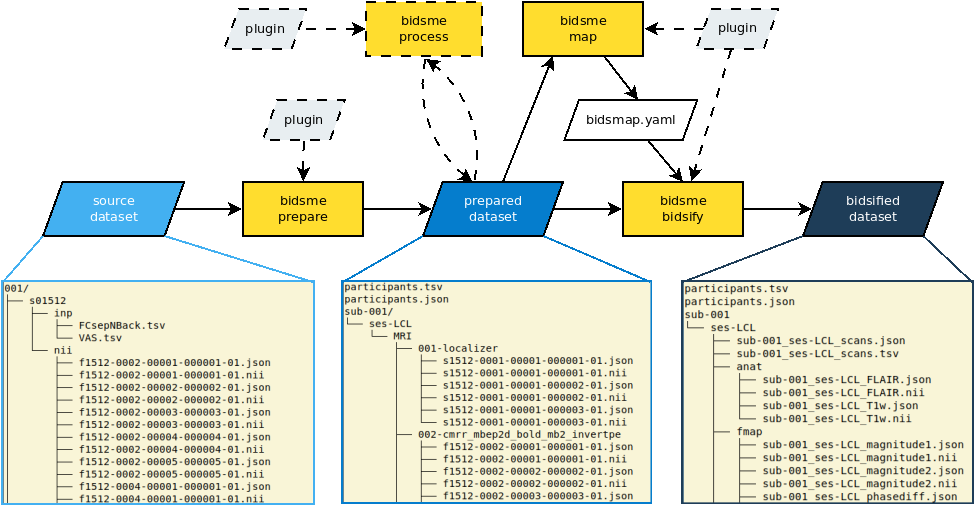 plugin
bidsme
process
bidsme
map
plugin
plugin
bidsmap.yaml
source
dataset
bidsme
prepare
prepared
dataset
bidsme
bidsify
bidsified
dataset
001/
s01512
inp
FCsepNBack.tsv
VAS.tsv
nii
f1512-0002-00001-000001-01.json
f1512-0002-00001-000001-01.nii
f1512-0002-00002-000002-01.json
f1512-0002-00002-000002-01.nii
f1512-0002-00003-000003-01.json
f1512-0002-00003-000003-01.nii
f1512-0002-00004-000004-01.json
f1512-0002-00004-000004-01.nii
f1512-0002-00005-000005-01.json
f1512-0002-00005-000005-01.nii
f1512-0004-00001-000001-01.json
f1512-0004-00001-000001-01.nii
participants.tsv
participants.json
sub-001/
ses-LCL
MRI
001-localizer
s1512-0001-00001-000001-01.json
s1512-0001-00001-000001-01.nii
s1512-0001-00001-000002-01.json
s1512-0001-00001-000002-01.nii
s1512-0001-00001-000003-01.json
s1512-0001-00001-000003-01.nii
002-cmrr_mbep2d_bold_mb2_invertpe
f1512-0002-00001-000001-01.json
f1512-0002-00001-000001-01.nii
f1512-0002-00002-000002-01.json
f1512-0002-00002-000002-01.nii
f1512-0002-00003-000003-01.json
participants.tsv
participants.json
sub-001
ses-LCL
sub-001_ses-LCL_scans.json
sub-001_ses-LCL_scans.tsv
anat
sub-001_ses-LCL_FLAIR.json
sub-001_ses-LCL_FLAIR.nii
sub-001_ses-LCL_T1w.json
sub-001_ses-LCL_T1w.nii
fmap
sub-001_ses-LCL_magnitude1.json
sub-001_ses-LCL_magnitude1.nii
sub-001_ses-LCL_magnitude2.json
sub-001_ses-LCL_magnitude2.nii
sub-001_ses-LCL_phasediff.json